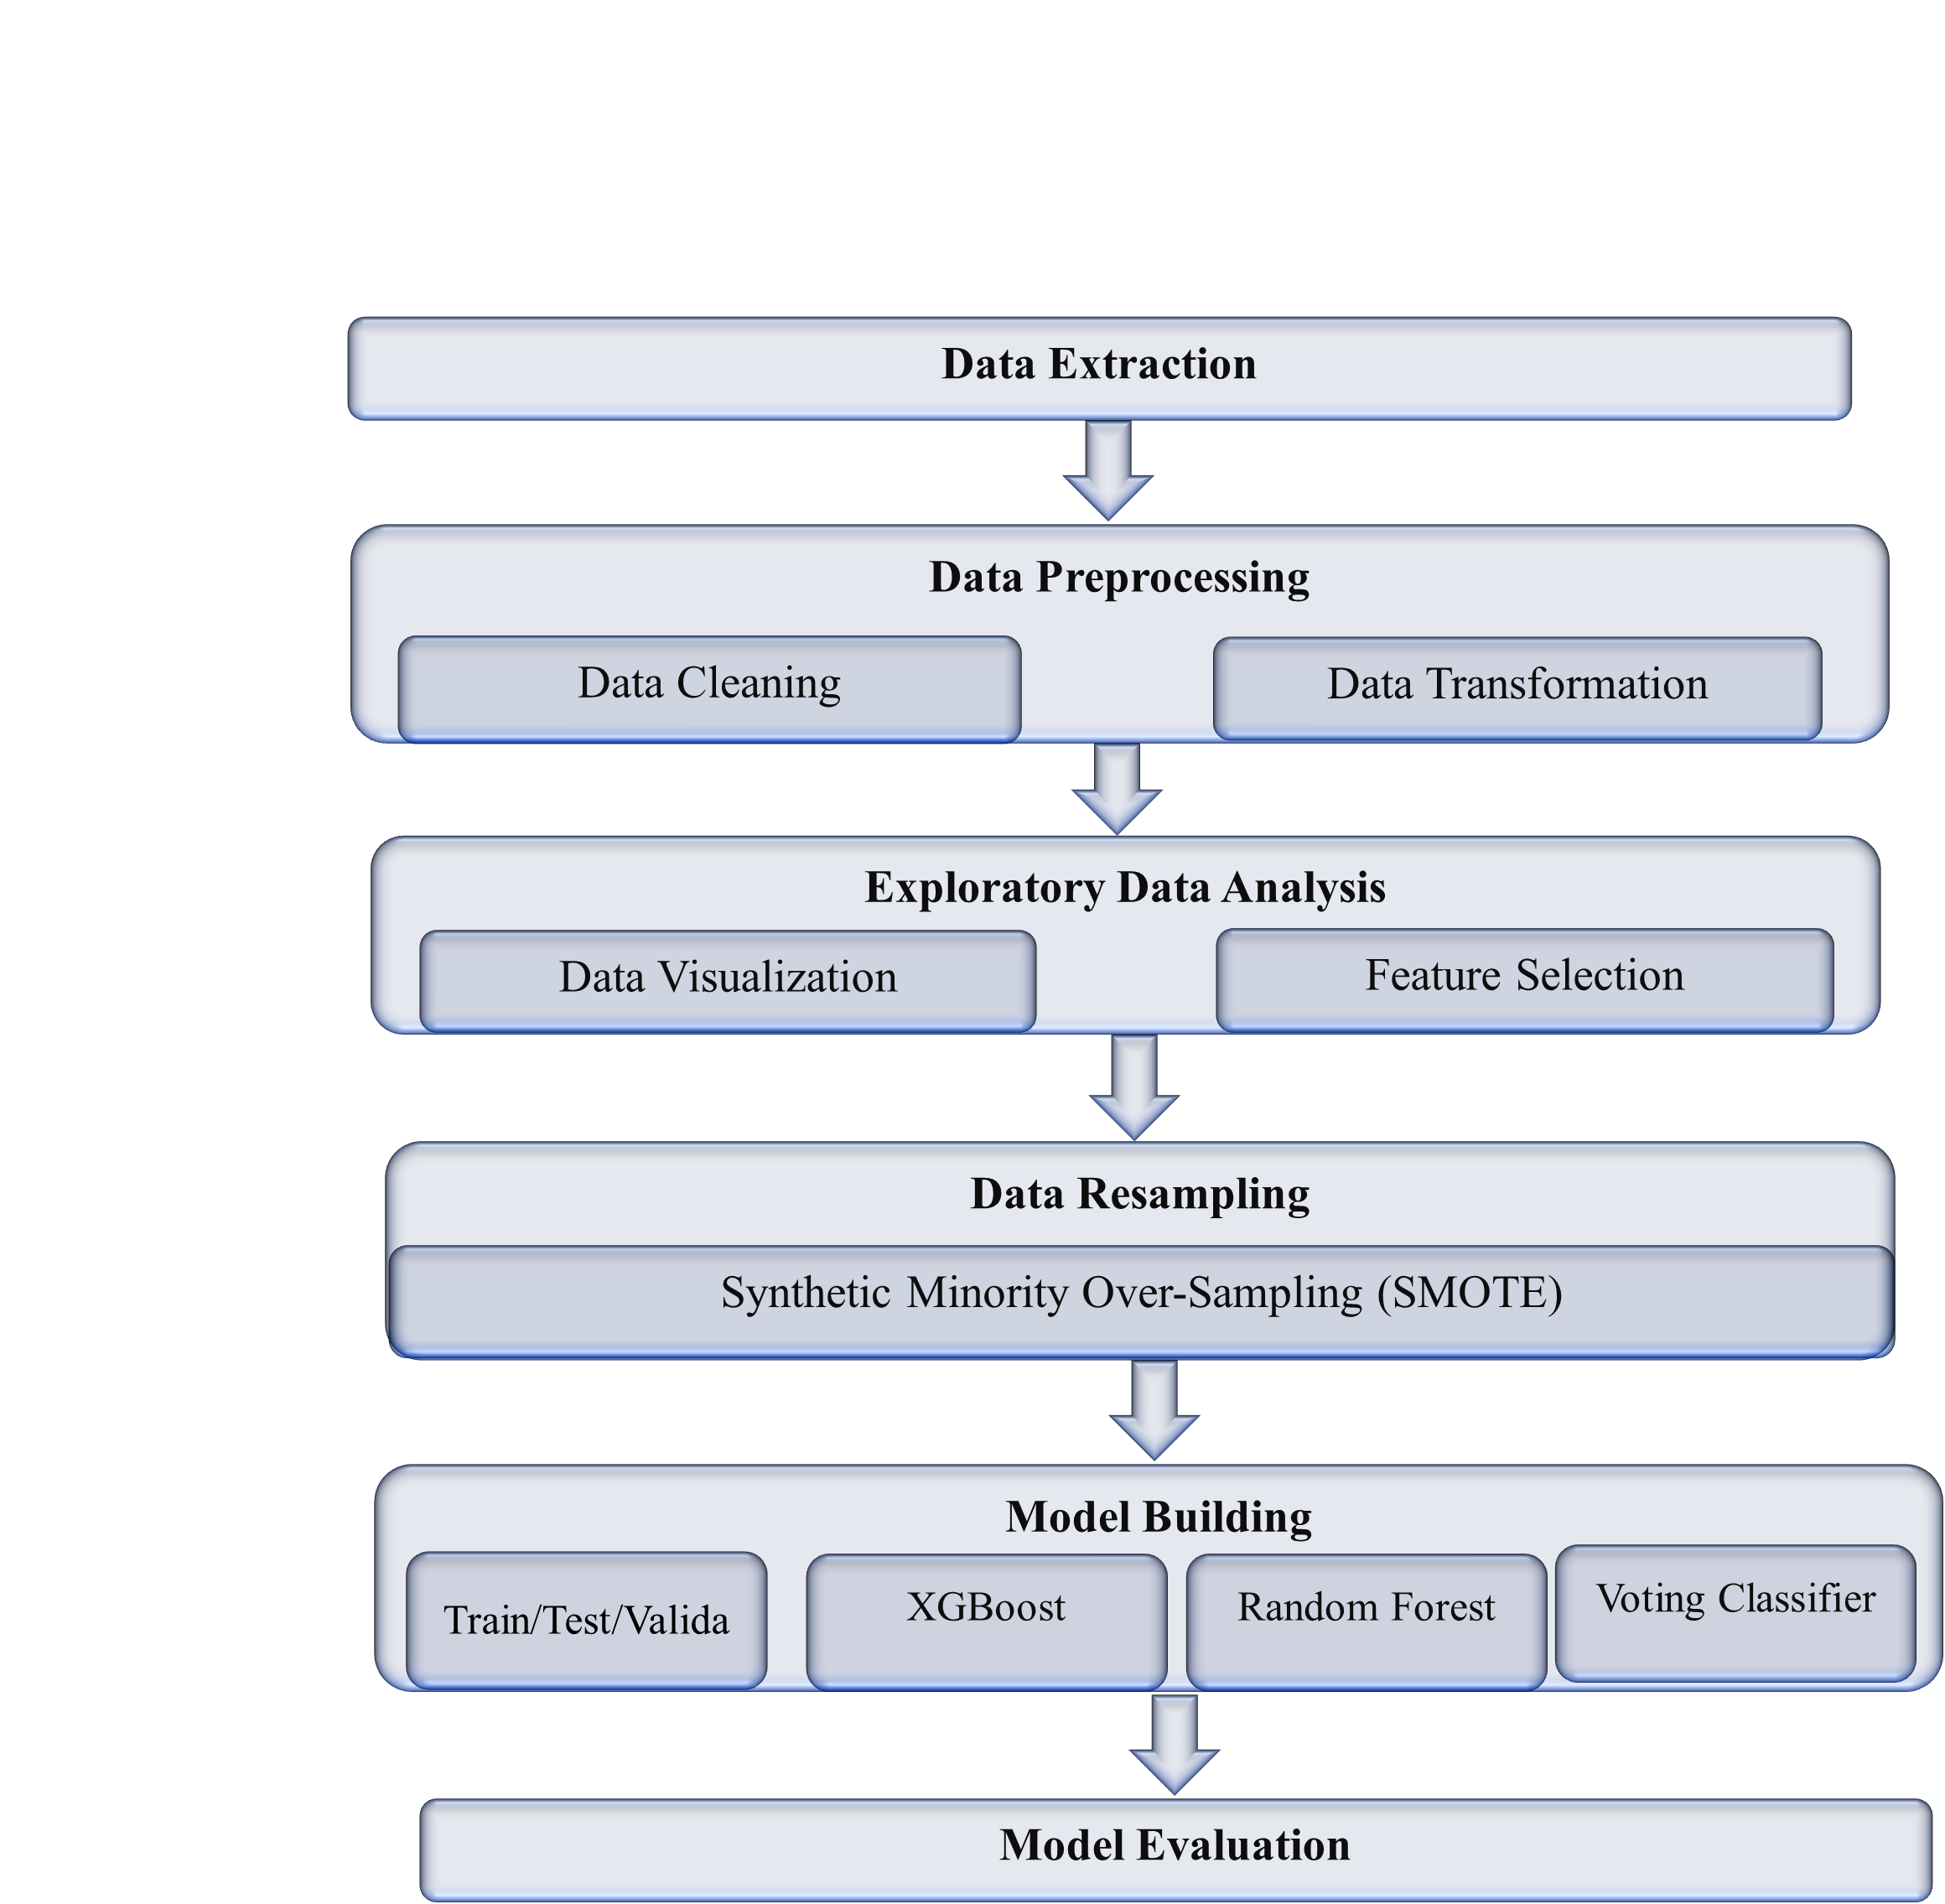 Data Extraction
Data Preprocessing
Data Cleaning
Data Transformation
Exploratory Data Analysis
Data Visualization
Feature Selection
Data Resampling
Synthetic Minority Over-Sampling (SMOTE)
Model Building
Train/Test/Valida
XGBoost
Random Forest
Voting Classifier
Model Evaluation